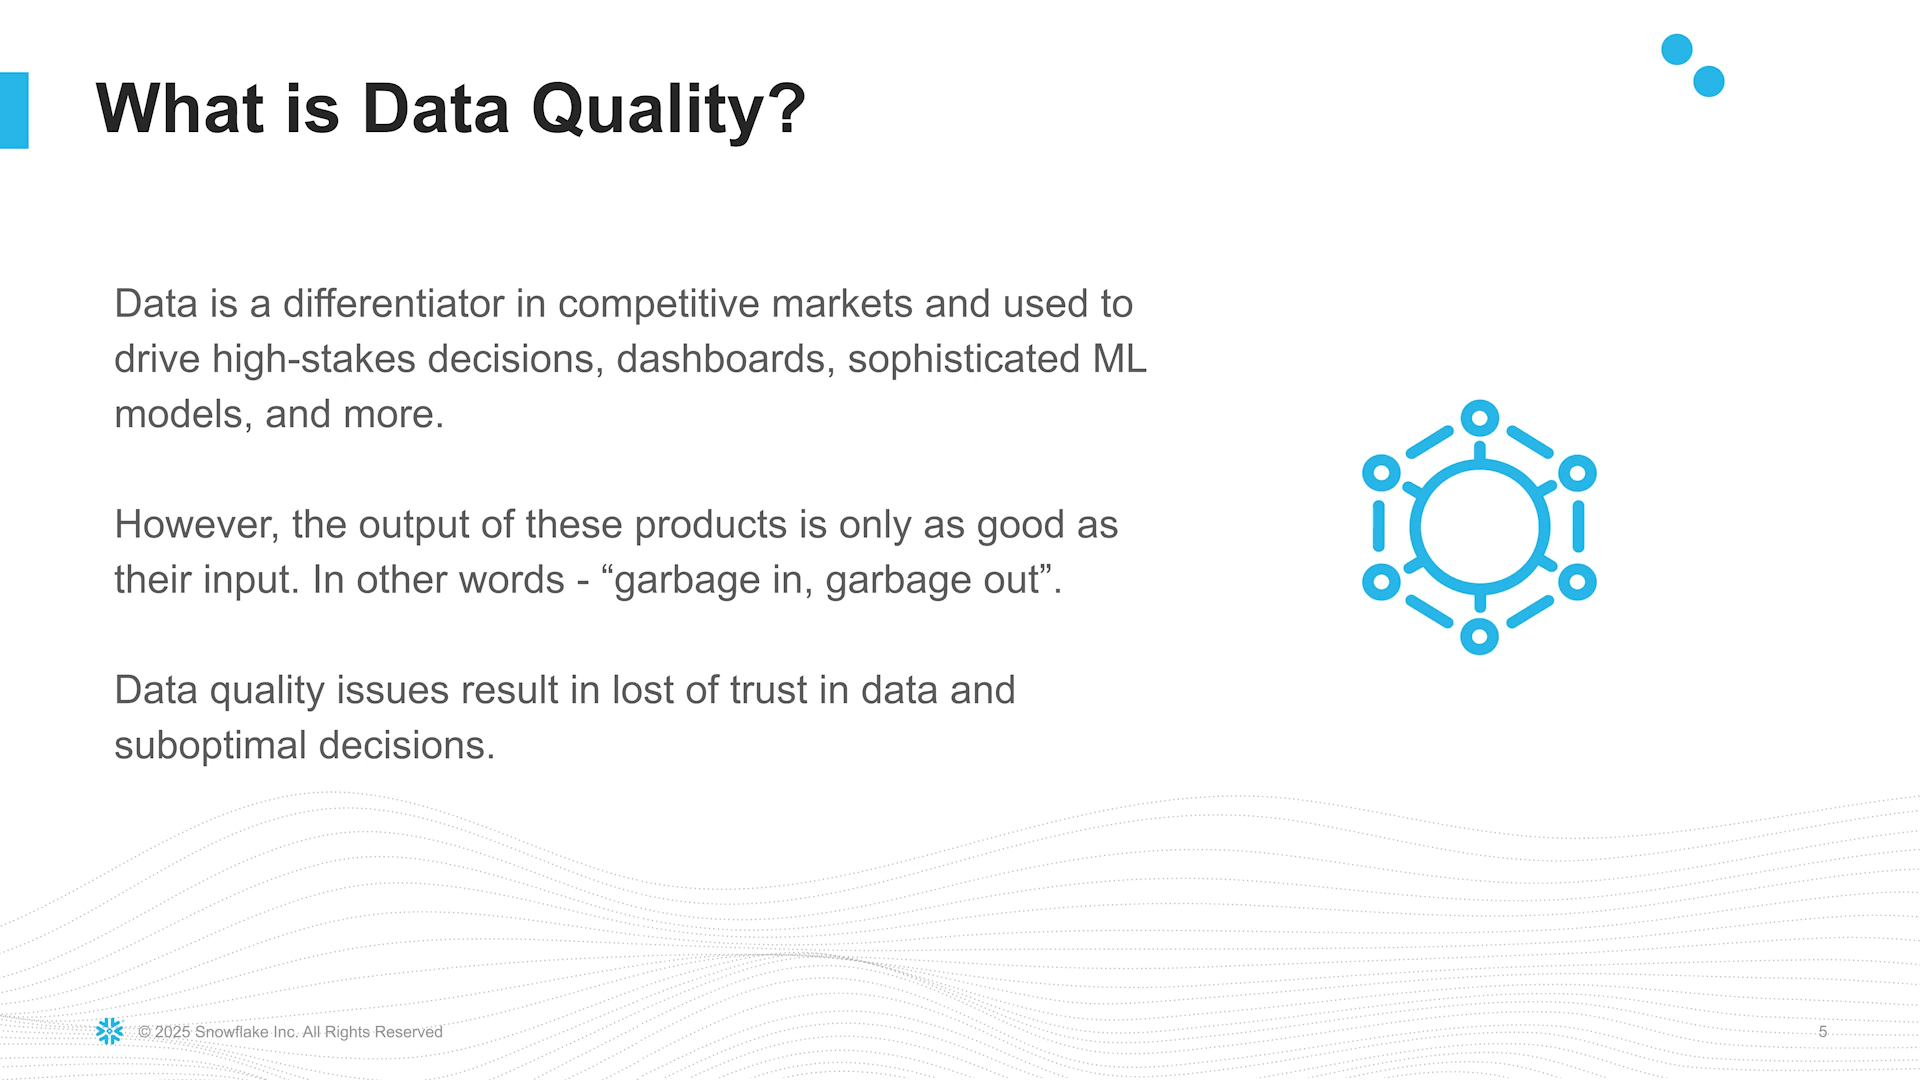 What is Data Quality?
Data is a differentiator in competitive markets and used to
drive high-stakes decisions, dashboards, sophisticated ML
models, and more.
However, the output of these products is only as good as
their input. In other words - “garbage in, garbage out”.
Data quality issues result in lost of trust in data and
suboptimal decisions.
© 2025 Snowflake Inc. All Rights Reserved
5